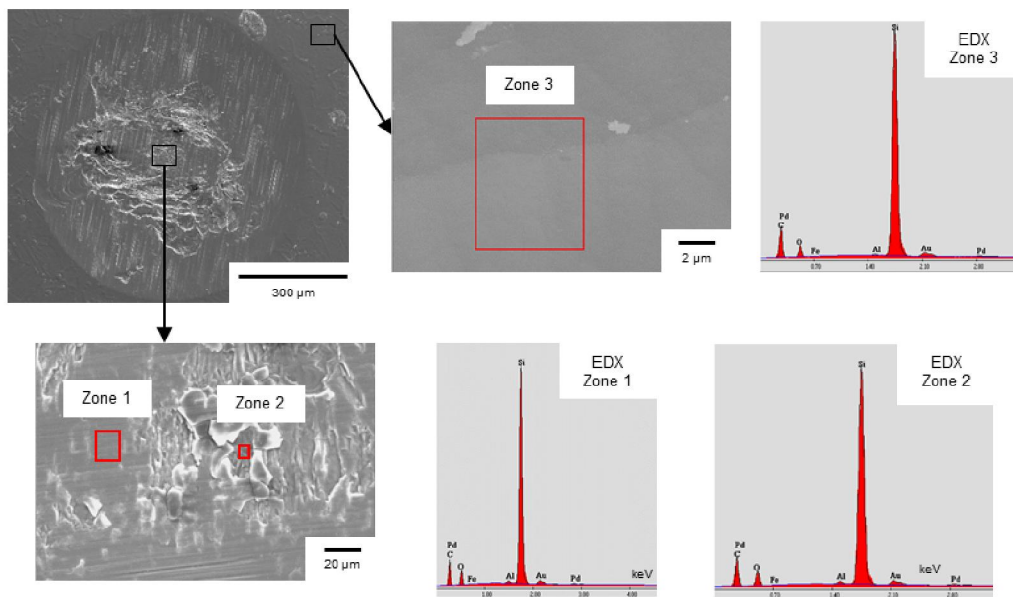 Zone 3
EDX
Zone 3
Si
Pd
C
O
Fe
Al
Au
Pd
0.70
1.40
2.10
2.80
300 µm
2 µm
Zone 1
Zone 2
20 µm
EDX
Zone 1
Si
Pd
C
O
Fe
Al
Au
Pd
keV
1.00
2.00
3.00
4.00
EDX
Zone 2
Si
Pd
C
O
Fe
Al
Au
keV
Pd
0.70
1.40
2.10
2.80